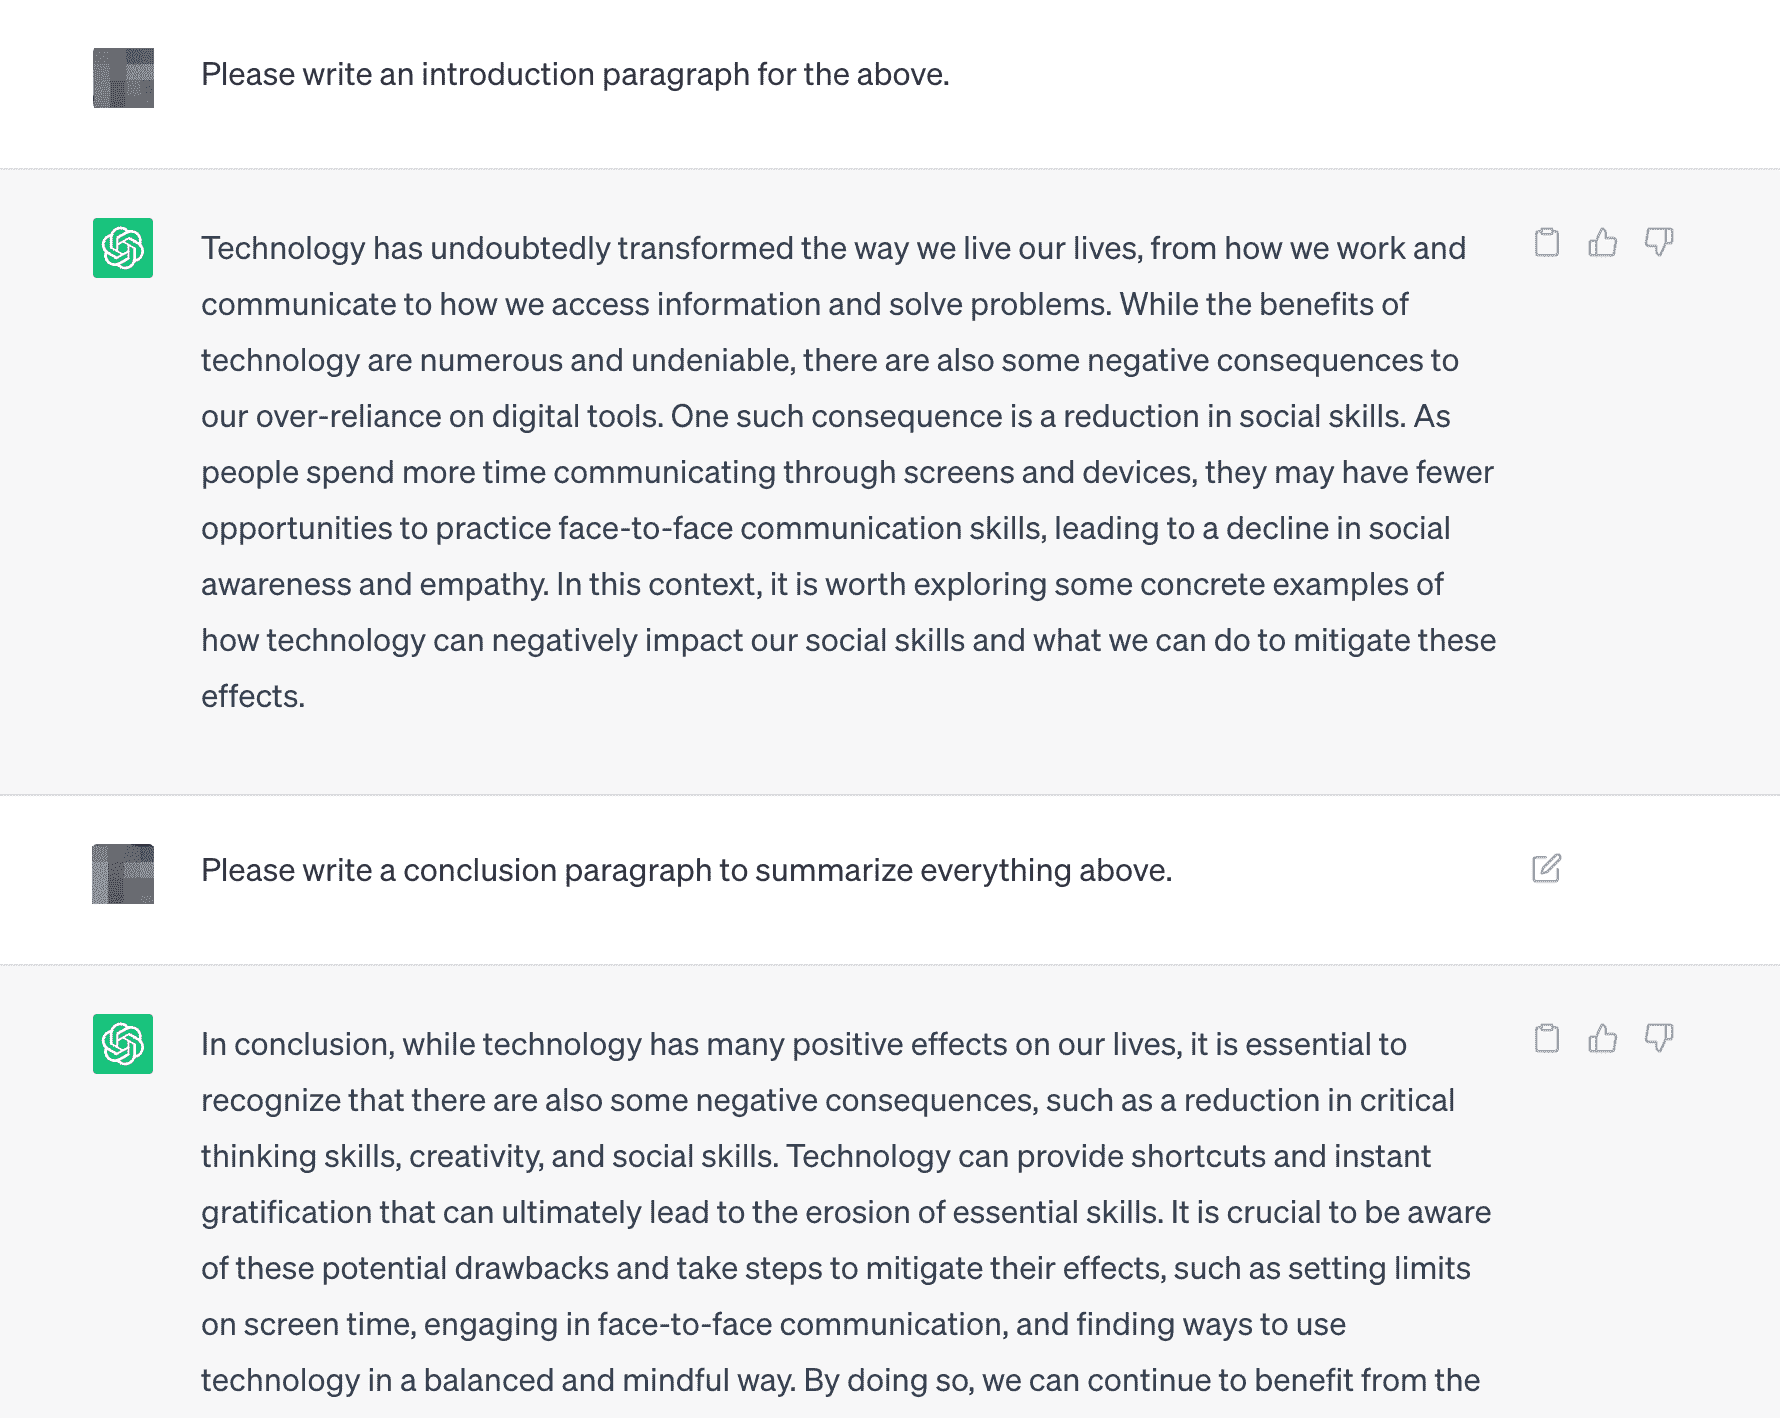 Please write an introduction paragraph for the above.
Technology has undoubtedly transformed the way we live our lives, from how we work and
communicate to how we access information and solve problems. While the benefits of
technology are numerous and undeniable, there are also some negative consequences to
our over-reliance on digital tools. One such consequence is a reduction in social skills. As
people spend more time communicating through screens and devices, they may have fewer
opportunities to practice face-to-face communication skills, leading to a decline in social
awareness and empathy. In this context, it is worth exploring some concrete examples of
how technology can negatively impact our social skills and what we can do to mitigate these
effects.
Please write a conclusion paragraph to summarize everything above.
In conclusion, while technology has many positive effects on our lives, it is essential to
recognize that there are also some negative consequences, such as a reduction in critical
thinking skills, creativity, and social skills. Technology can provide shortcuts and instant
gratification that can ultimately lead to the erosion of essential skills. It is crucial to be aware
of these potential drawbacks and take steps to mitigate their effects, such as setting limits
on screen time, engaging in face-to-face communication, and finding ways to use
technology in a balanced and mindful way. By doing so, we can continue to benefit from the